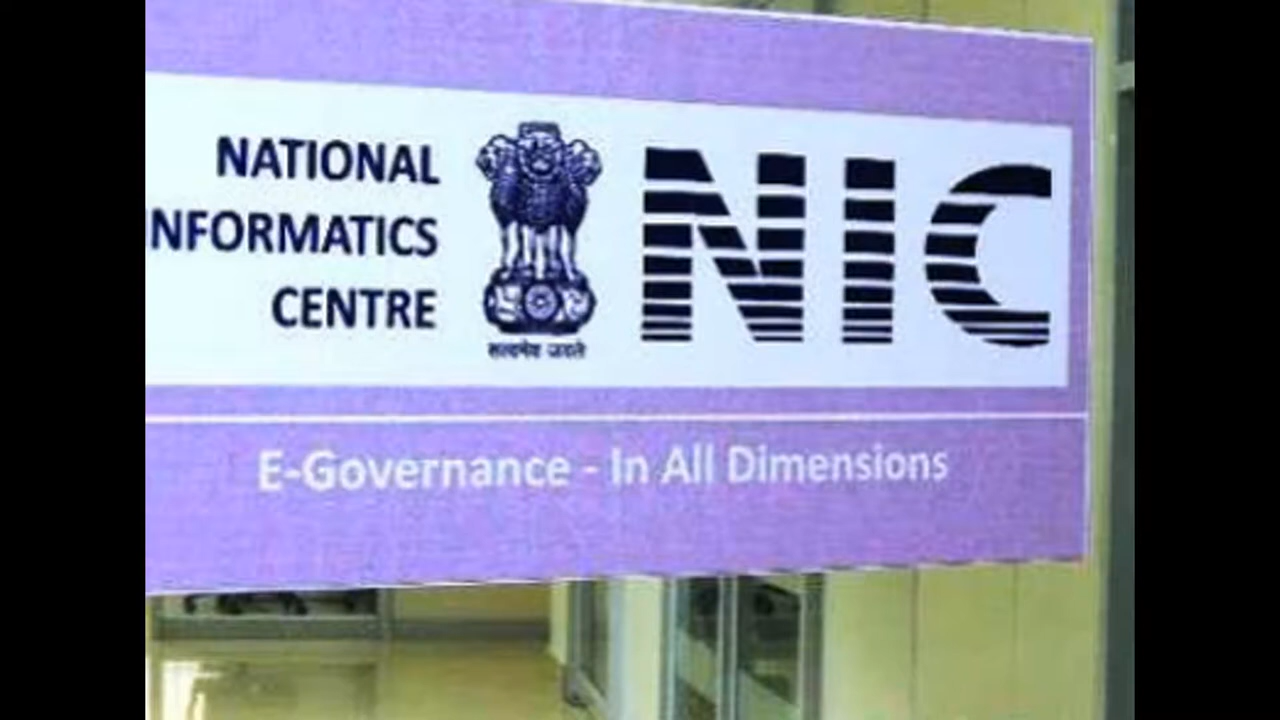 NATIONAL
NFORMATICS
CENTRE
सत्यमेव जयते
NIC
E-Governance - In All Dimensions